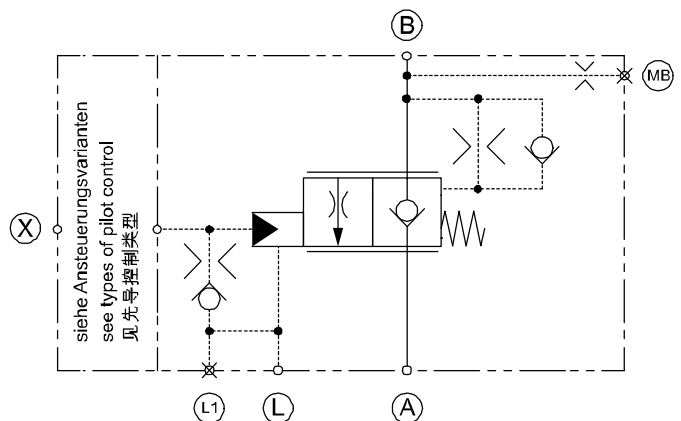 B
MB
X
siehe Ansteuerungsvarianten
see types of pilot control
见先导控制类型
L1
L
A